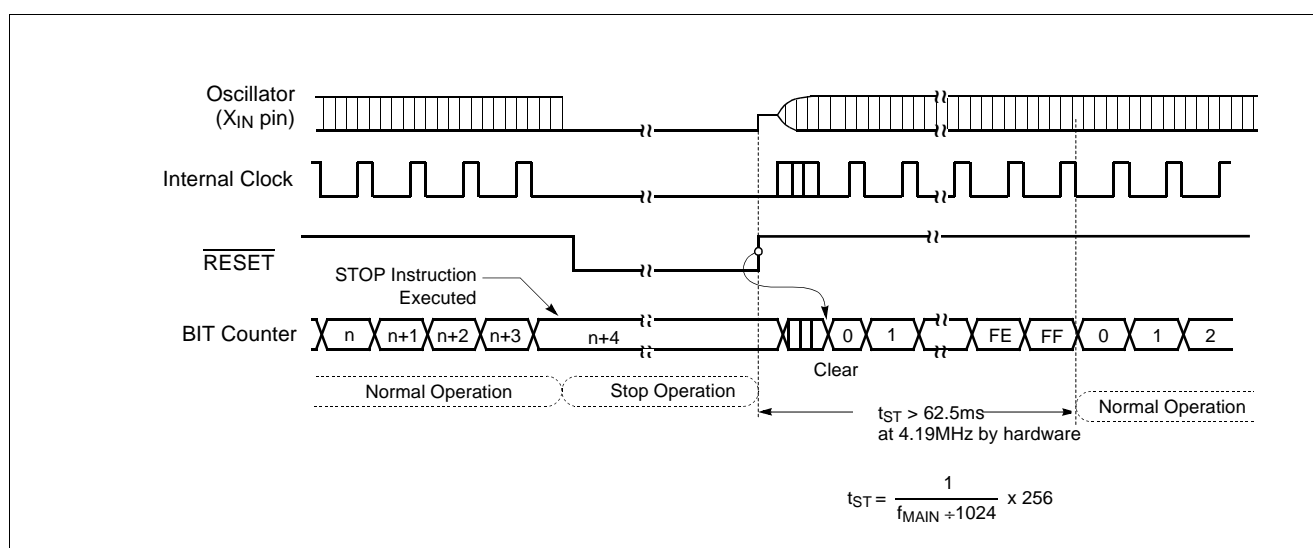 Oscillator
(XIN pin)
Internal Clock
RESET
STOP Instruction
Executed
BIT Counter
n n+1 n+2 n+3 n+4 0 1 FE FF 0 1 2
Clear
Normal Operation Stop Operation
tST > 62.5ms
at 4.19MHz by hardware
Normal Operation
tST = 1 / fMAIN ÷1024 x 256